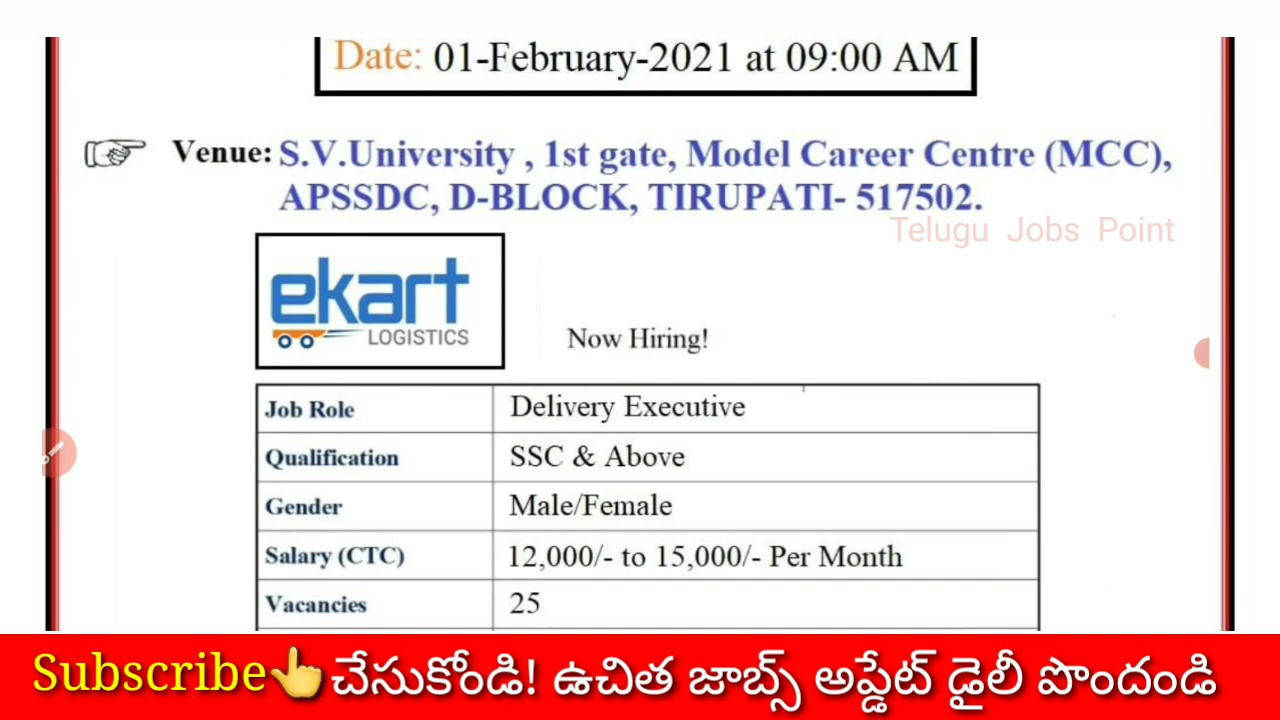 Date: 01-February-2021 at 09:00 AM
Venue: S.V.University , 1st gate, Model Career Centre (MCC),
APSSDC, D-BLOCK, TIRUPATI- 517502.
Telugu Jobs Point
ekart
LOGISTICS
Now Hiring!
Job Role Delivery Executive
Qualification SSC & Above
Gender Male/Female
Salary (CTC) 12,000/- to 15,000/- Per Month
Vacancies 25
Subscribe👆చేసుకోండి! ఉచిత జాబ్స్ అప్డేట్ డైలీ పొందండి